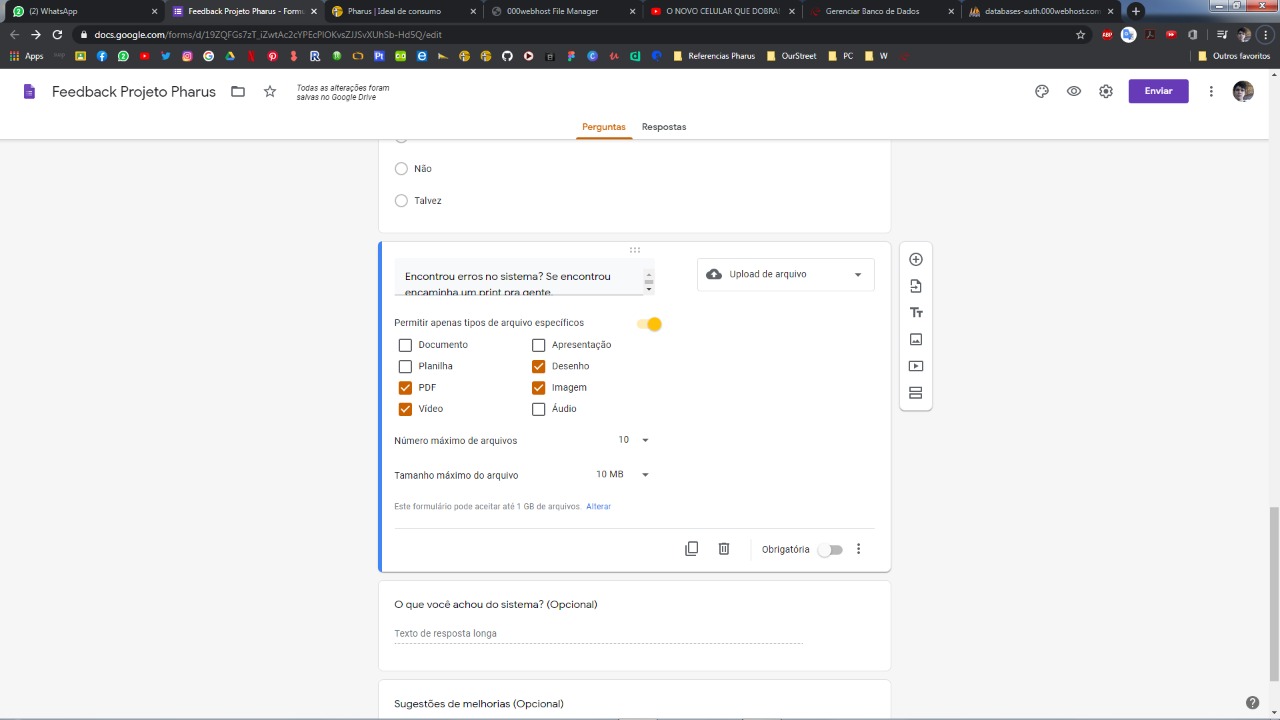 (2) WhatsApp
Feedback Projeto Pharus - Formu
Pharus | Ideal de consumo
000webhost File Manager
O NOVO CELULAR QUE DOBRA
Gerenciar Banco de Dados
databases-auth.000webhost.com
docs.google.com/forms/d/19ZQFGs7zT_iZwtAc2cYPEcPlOKvsZJJSvXUhSb-Hd5Q/edit
Apps
Referencias Pharus
OurStreet
PC
W
Outros favoritos
Feedback Projeto Pharus
Todas as alterações foram
salvas no Google Drive
Enviar
Perguntas
Respostas
Não
Talvez
Encontrou erros no sistema? Se encontrou
encaminha um print pra gente.
Upload de arquivo
Permitir apenas tipos de arquivo específicos
Documento
Apresentação
Planilha
Desenho
PDF
Imagem
Vídeo
Áudio
Número máximo de arquivos
10
Tamanho máximo do arquivo
10 MB
Este formulário pode aceitar até 1 GB de arquivos. Alterar
Obrigatória
O que você achou do sistema? (Opcional)
Texto de resposta longa
Sugestões de melhorias (Opcional)